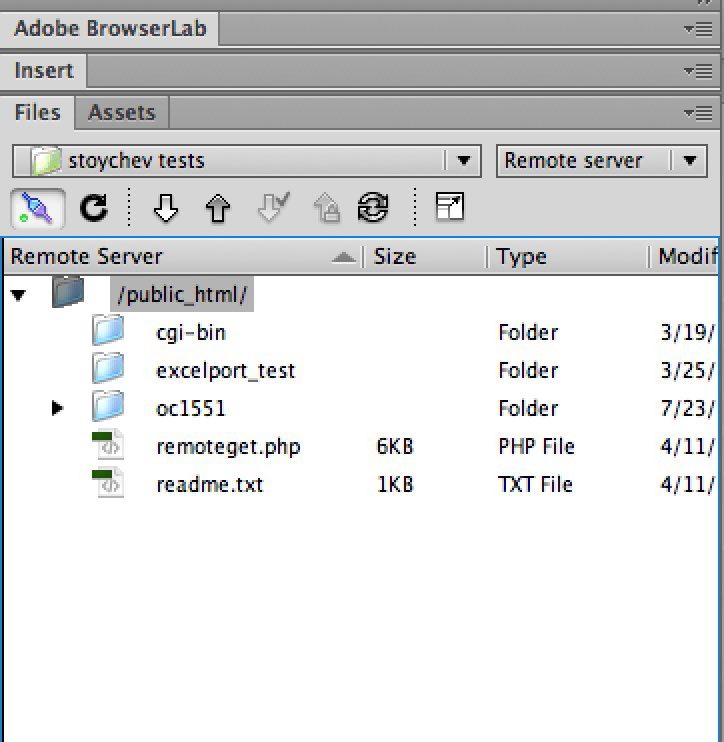 Adobe BrowserLab
Insert
Files Assets
stoychev tests Remote server
Remote Server Size Type Modif
/public_html/
cgi-bin Folder 3/19/
excelport_test Folder 3/25/
oc1551 Folder 7/23/
remoteget.php 6KB PHP File 4/11/
readme.txt 1KB TXT File 4/11/